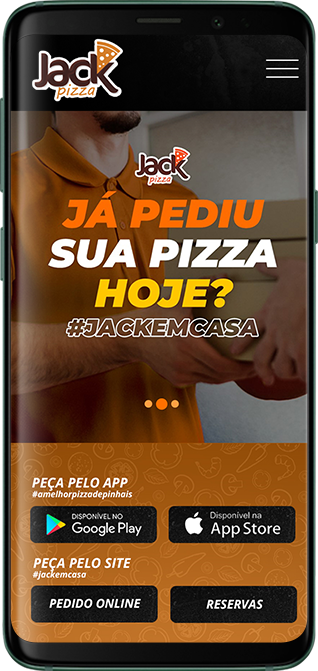 Jack
pizza
Jack
pizza
JÁ PEDIU
SUA PIZZA
HOJE?
#JACKEMCASA
PEÇA PELO APP
#amelhorpizzadepinhais
DISPONÍVEL NO
Google Play
Disponível na
App Store
PEÇA PELO SITE
#jackemcasa
PEDIDO ONLINE
RESERVAS